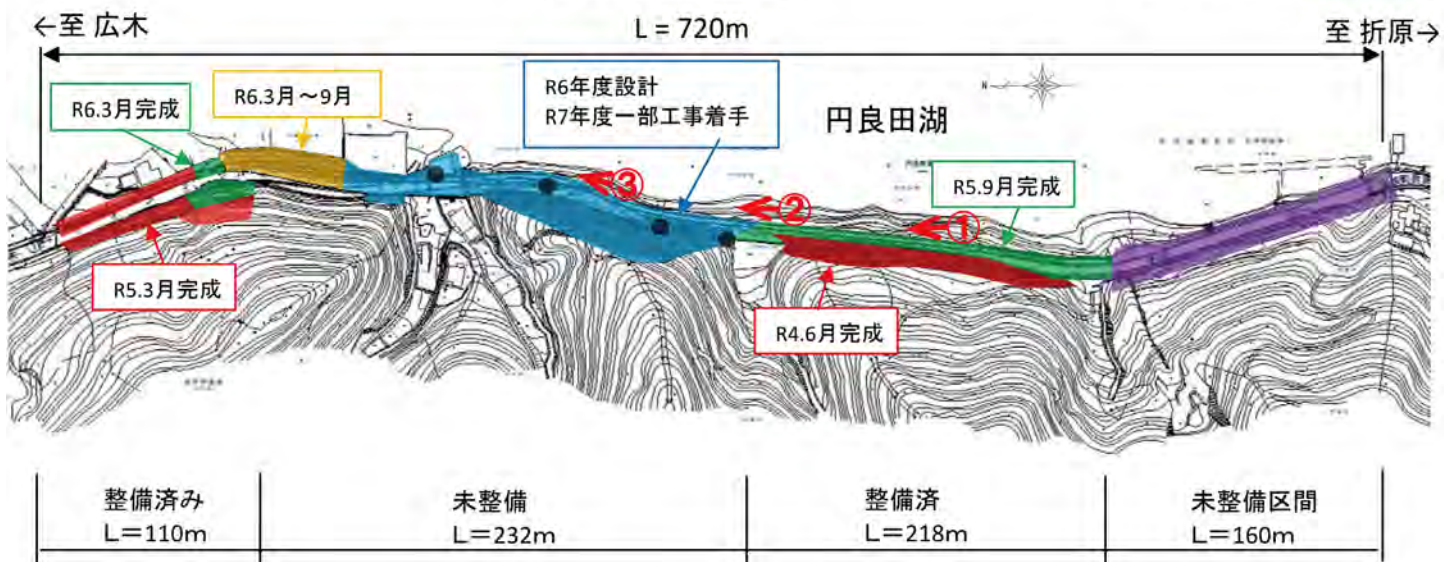 ←至 広木
L = 720m
至 折原→
R6.3月完成
R6.3月～9月
R6年度設計
R7年度一部工事着手
円良田湖
N
R5.9月完成
③
②
①
R5.3月完成
R4.6月完成
整備済み
L＝110m
未整備
L＝232m
整備済
L＝218m
未整備区間
L＝160m